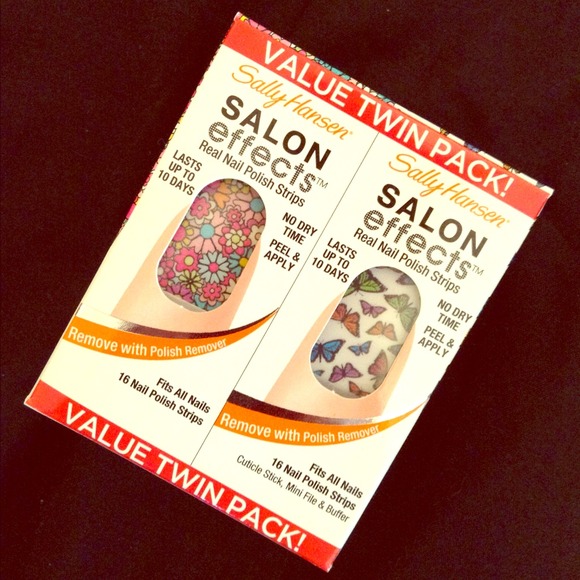 VALUE TWIN PACK!
Sally Hansen®
SALON
effects™
Real Nail Polish Strips
LASTS
UP TO
10 DAYS
NO DRY
TIME
PEEL &
APPLY
Remove with Polish Remover
Fits All Nails
16 Nail Polish Strips
Sally Hansen®
SALON
effects™
Real Nail Polish Strips
LASTS
UP TO
10 DAYS
NO DRY
TIME
PEEL &
APPLY
Remove with Polish Remover
Fits All Nails
16 Nail Polish Strips
Cuticle Stick, Mini File & Buffer
VALUE TWIN PACK!